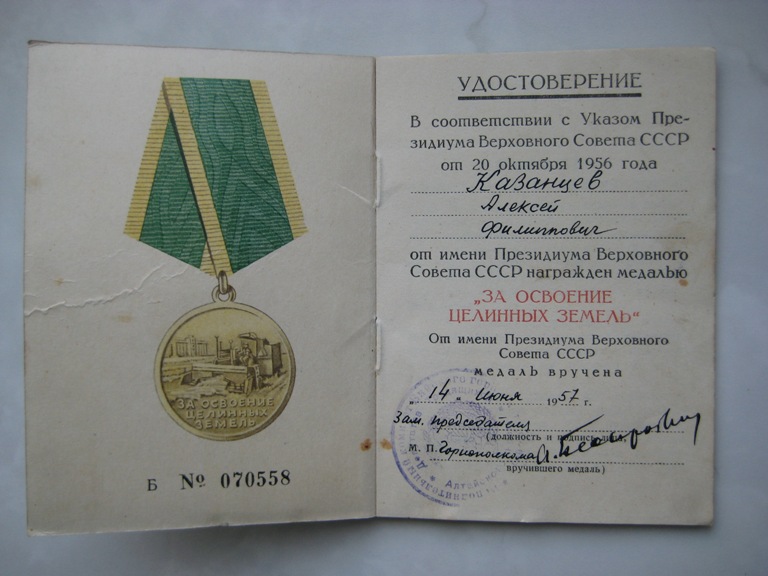 ЗА ОСВОЕНИЕ
ЦЕЛИННЫХ
ЗЕМЕЛЬ
Б № 070558
УДОСТОВЕРЕНИЕ
В соответствии с Указом Пре-
зидиума Верховного Совета СССР
от 20 октября 1956 года
Казанцев
Алексей
Филиппович
от имени Президиума Верховного
Совета СССР награжден медалью
„ЗА ОСВОЕНИЕ
ЦЕЛИННЫХ ЗЕМЕЛЬ“
От имени Президиума Верховного
Совета СССР
медаль вручена
„14„ июня 1957 г.
Зам. председателя
(должность и подпись
М. П. Горисполкома
вручившего медаль)